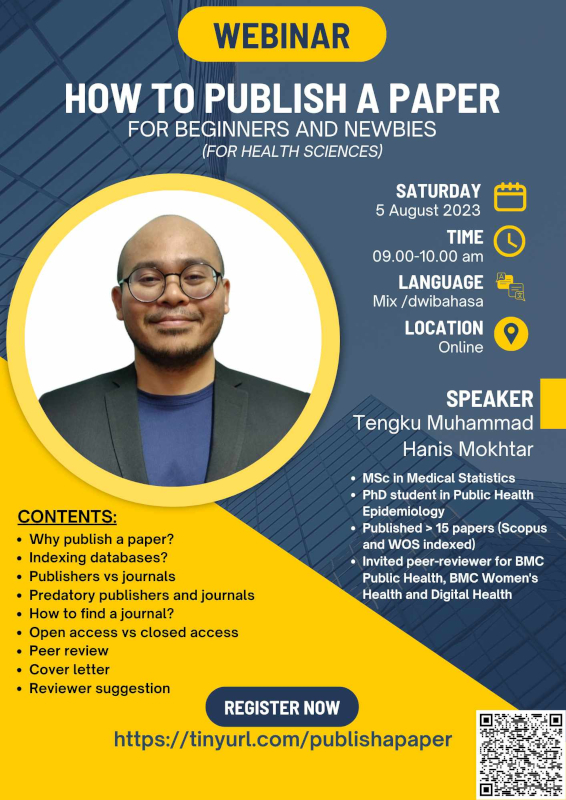 WEBINAR
HOW TO PUBLISH A PAPER
FOR BEGINNERS AND NEWBIES
(FOR HEALTH SCIENCES)
SATURDAY
5 August 2023
TIME
09.00-10.00 am
LANGUAGE
Mix /dwibahasa
LOCATION
Online
SPEAKER
Tengku Muhammad
Hanis Mokhtar
• MSc in Medical Statistics
• PhD student in Public Health
Epidemiology
• Published > 15 papers (Scopus
and WOS indexed)
• Invited peer-reviewer for BMC
Public Health, BMC Women's
Health and Digital Health
CONTENTS:
• Why publish a paper?
• Indexing databases?
• Publishers vs journals
• Predatory publishers and journals
• How to find a journal?
• Open access vs closed access
• Peer review
• Cover letter
• Reviewer suggestion
REGISTER NOW
https://tinyurl.com/publishapaper